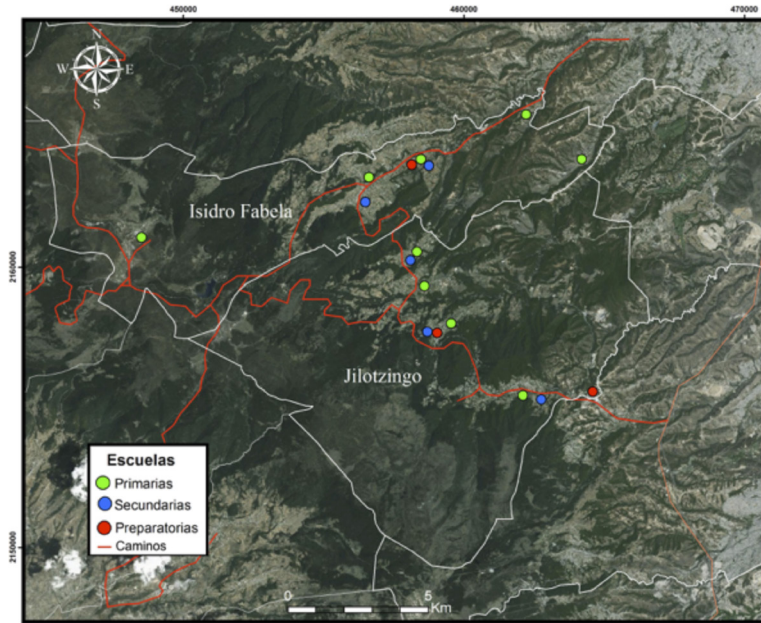 450000
460000
470000
N
W
E
S
Isidro Fabela
2160000
Jilotzingo
Escuelas
Primarias
Secundarias
Preparatorias
Caminos
2150000
0
5
Km